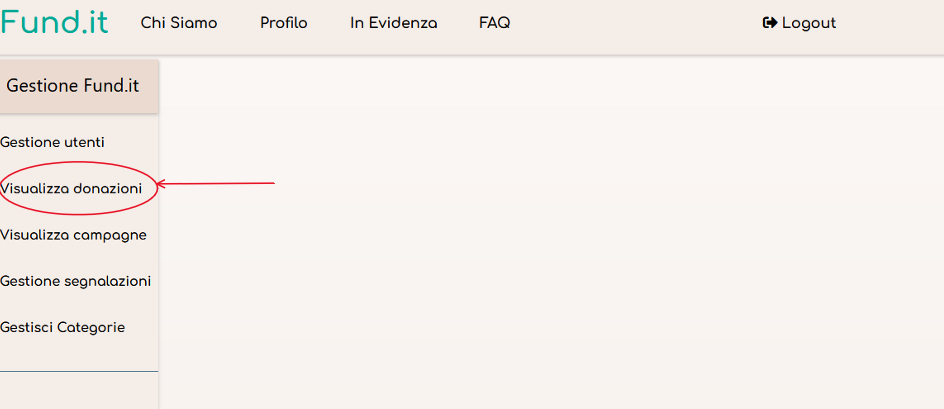 Fund.it Chi Siamo Profilo In Evidenza FAQ Logout
Gestione Fund.it
Gestione utenti
Visualizza donazioni
Visualizza campagne
Gestione segnalazioni
Gestisci Categorie